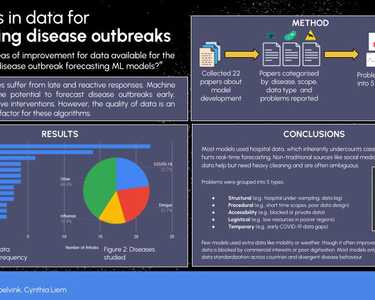 s in data for
ing disease outbreaks
as of improvement for data available for the
disease outbreak forecasting ML models?"
s suffer from late and reactive responses. Machine
e potential to forecast disease outbreaks early.
ve interventions. However, the quality of data is an
factor for these algorithms.
METHOD
Collected 22
papers about
model
development
Papers categorised
by disease, scope,
data type and
problems reported
Proble
into 5
RESULTS
COVID-19
Dengue
Influenza
Other
Number of Articles
ata
requency
Figure 2: Diseases
studied
CONCLUSIONS
Most models used hospital data, which inherently undercounts cases
hurts real-time forecasting. Non-traditional sources like social media
data help but need heavy cleaning and are often ambiguous.
Problems were grouped into 5 types:
Structural (e.g. hospital under-sampling, data lag)
Procedural (e.g. short time scopes, poor data design)
Accessibility (e.g. blocked or private data)
Logistical (e.g. low resources in poorer regions)
Temporary (e.g. early COVID-19 data gaps)
Few models used extra data like mobility or weather, though it often improved
data is blocked by commercial interests or poor digitisation. Most models only
data standardization across countries and divergent disease behaviour.
pelvink, Cynthia Liem